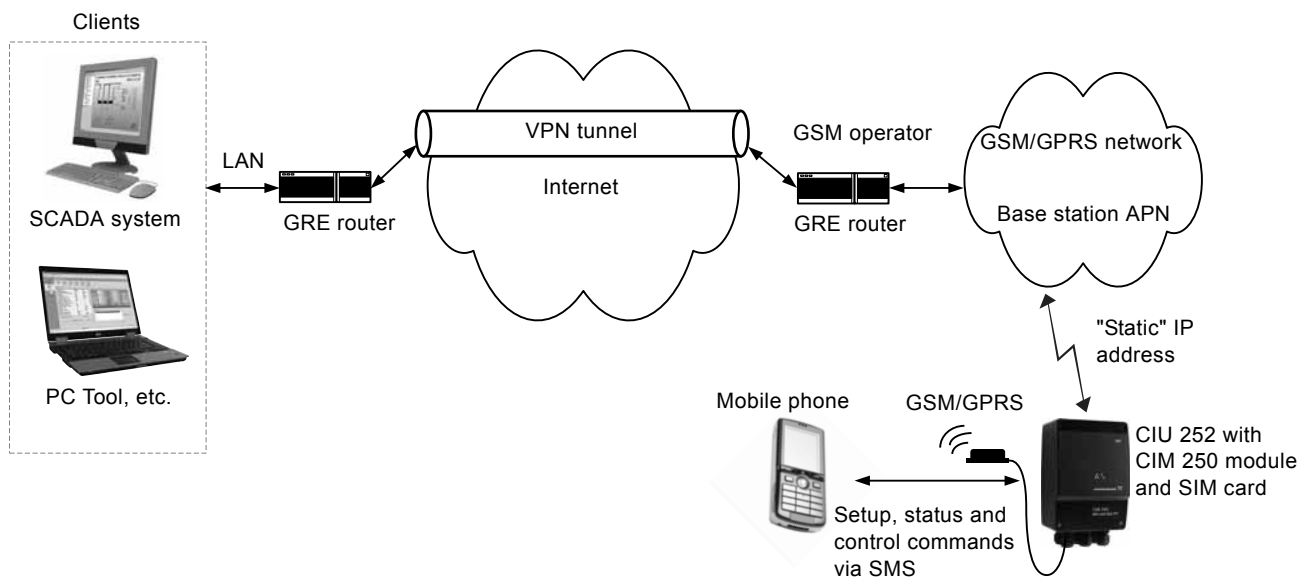 Clients
SCADA system
PC Tool, etc.
LAN
GRE router
VPN tunnel
Internet
GSM operator
GRE router
GSM/GPRS network
Base station APN
"Static" IP
address
Mobile phone
GSM/GPRS
Setup, status and
control commands
via SMS
CIU 252 with
CIM 250 module
and SIM card